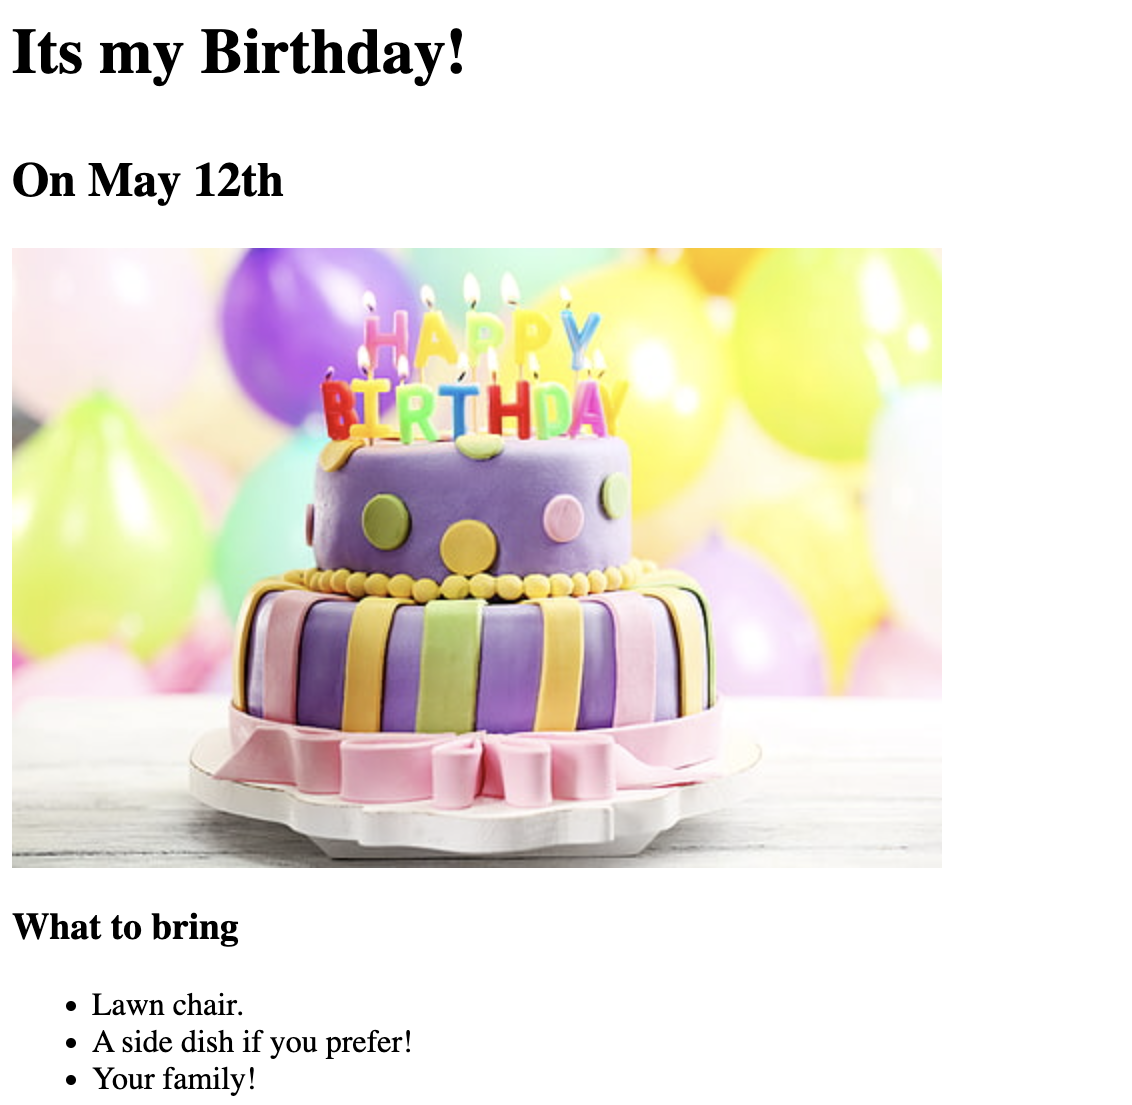 Its my Birthday!
On May 12th
HAPPY
BIRTHDAY
What to bring
Lawn chair.
A side dish if you prefer!
Your family!